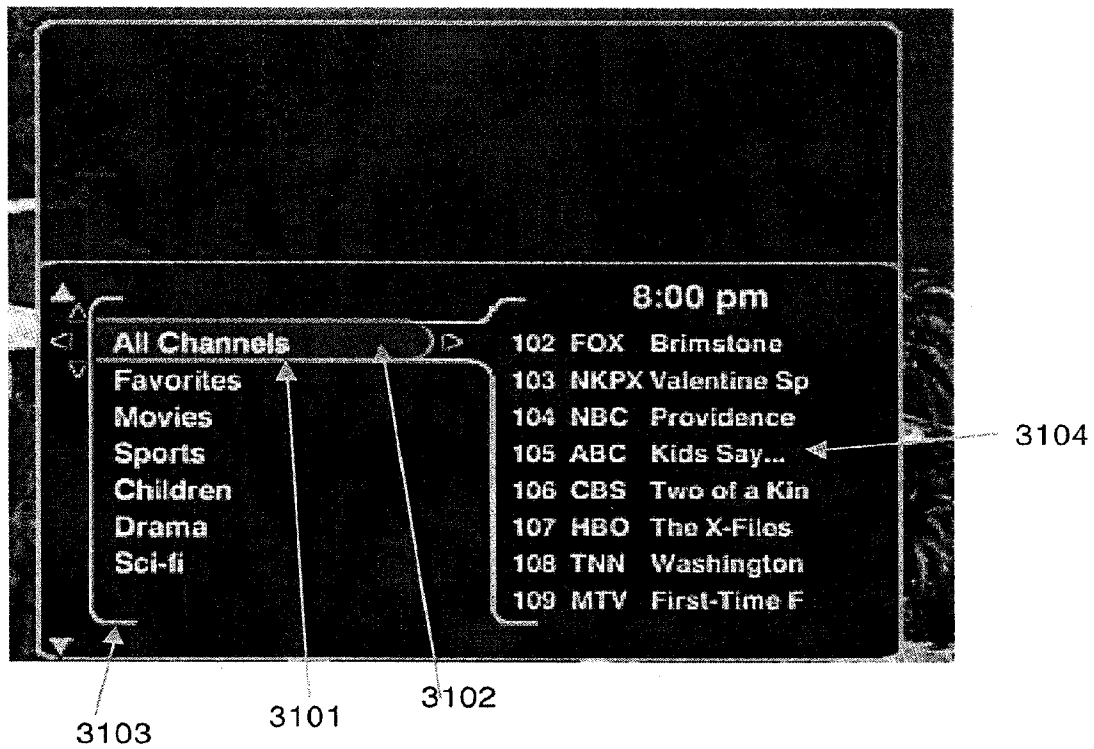 8:00 pm
All Channels
Favorites
Movies
Sports
Children
Drama
Sci-fi
102 FOX Brimstone
103 NKPX Valentine Sp
104 NBC Providence
105 ABC Kids Say...
106 CBS Two of a Kin
107 HBO The X-Files
108 TNN Washington
109 MTV First-Time F
3104
3103
3101
3102